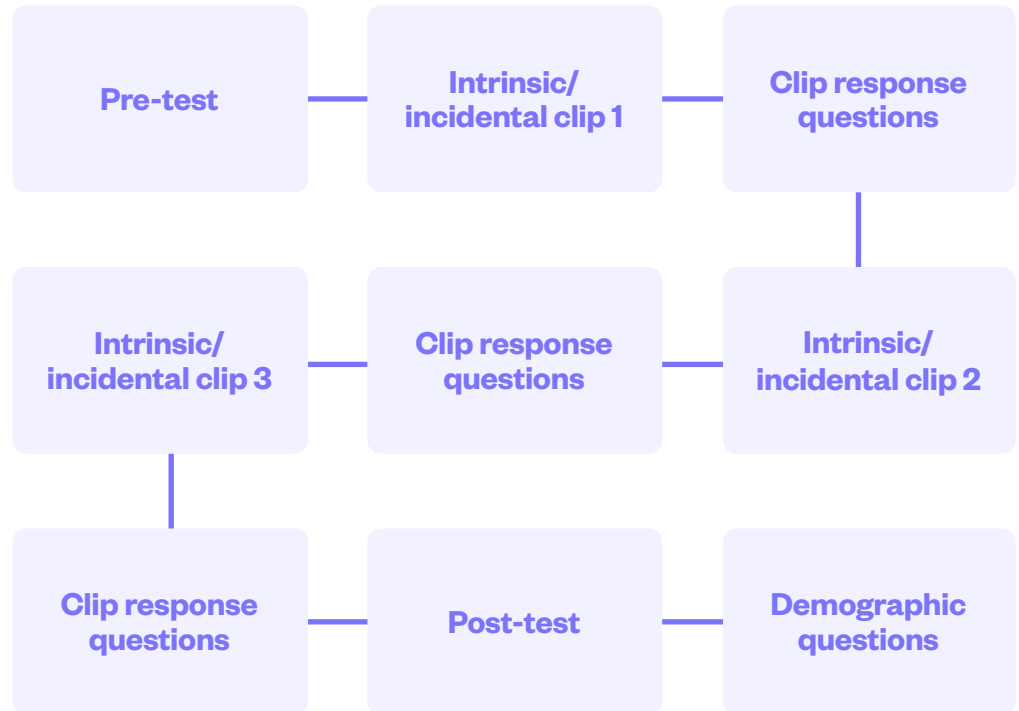 Pre-test
Intrinsic/
incidental clip 1
Clip response
questions
Intrinsic/
incidental clip 3
Clip response
questions
Intrinsic/
incidental clip 2
Clip response
questions
Post-test
Demographic
questions